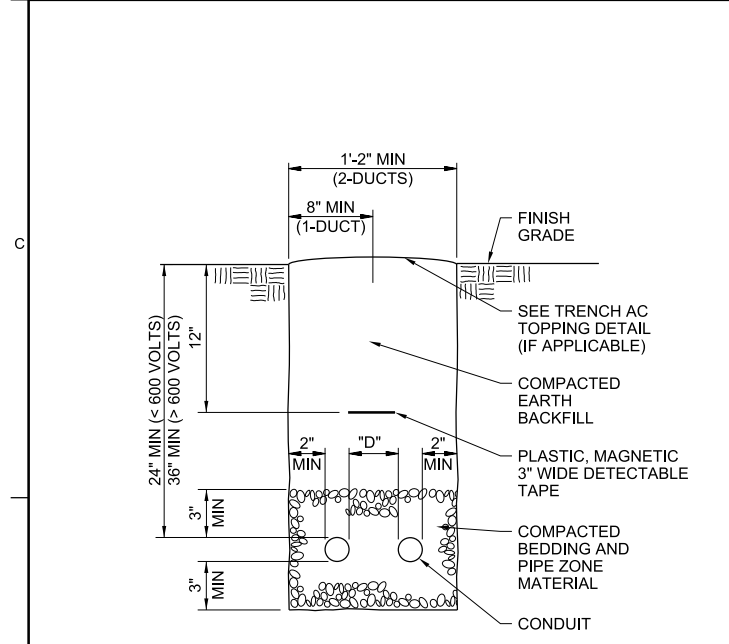 1'-2" MIN
(2-DUCTS)
8" MIN
(1-DUCT)
C
FINISH
GRADE
SEE TRENCH AC
TOPPING DETAIL
(IF APPLICABLE)
COMPACTED
EARTH
BACKFILL
12"
24" MIN (< 600 VOLTS)
36" MIN (> 600 VOLTS)
2"
MIN
"D"
2"
MIN
PLASTIC, MAGNETIC
3" WIDE DETECTABLE
TAPE
3"
MIN
COMPACTED
BEDDING AND
PIPE ZONE
MATERIAL
3"
MIN
CONDUIT